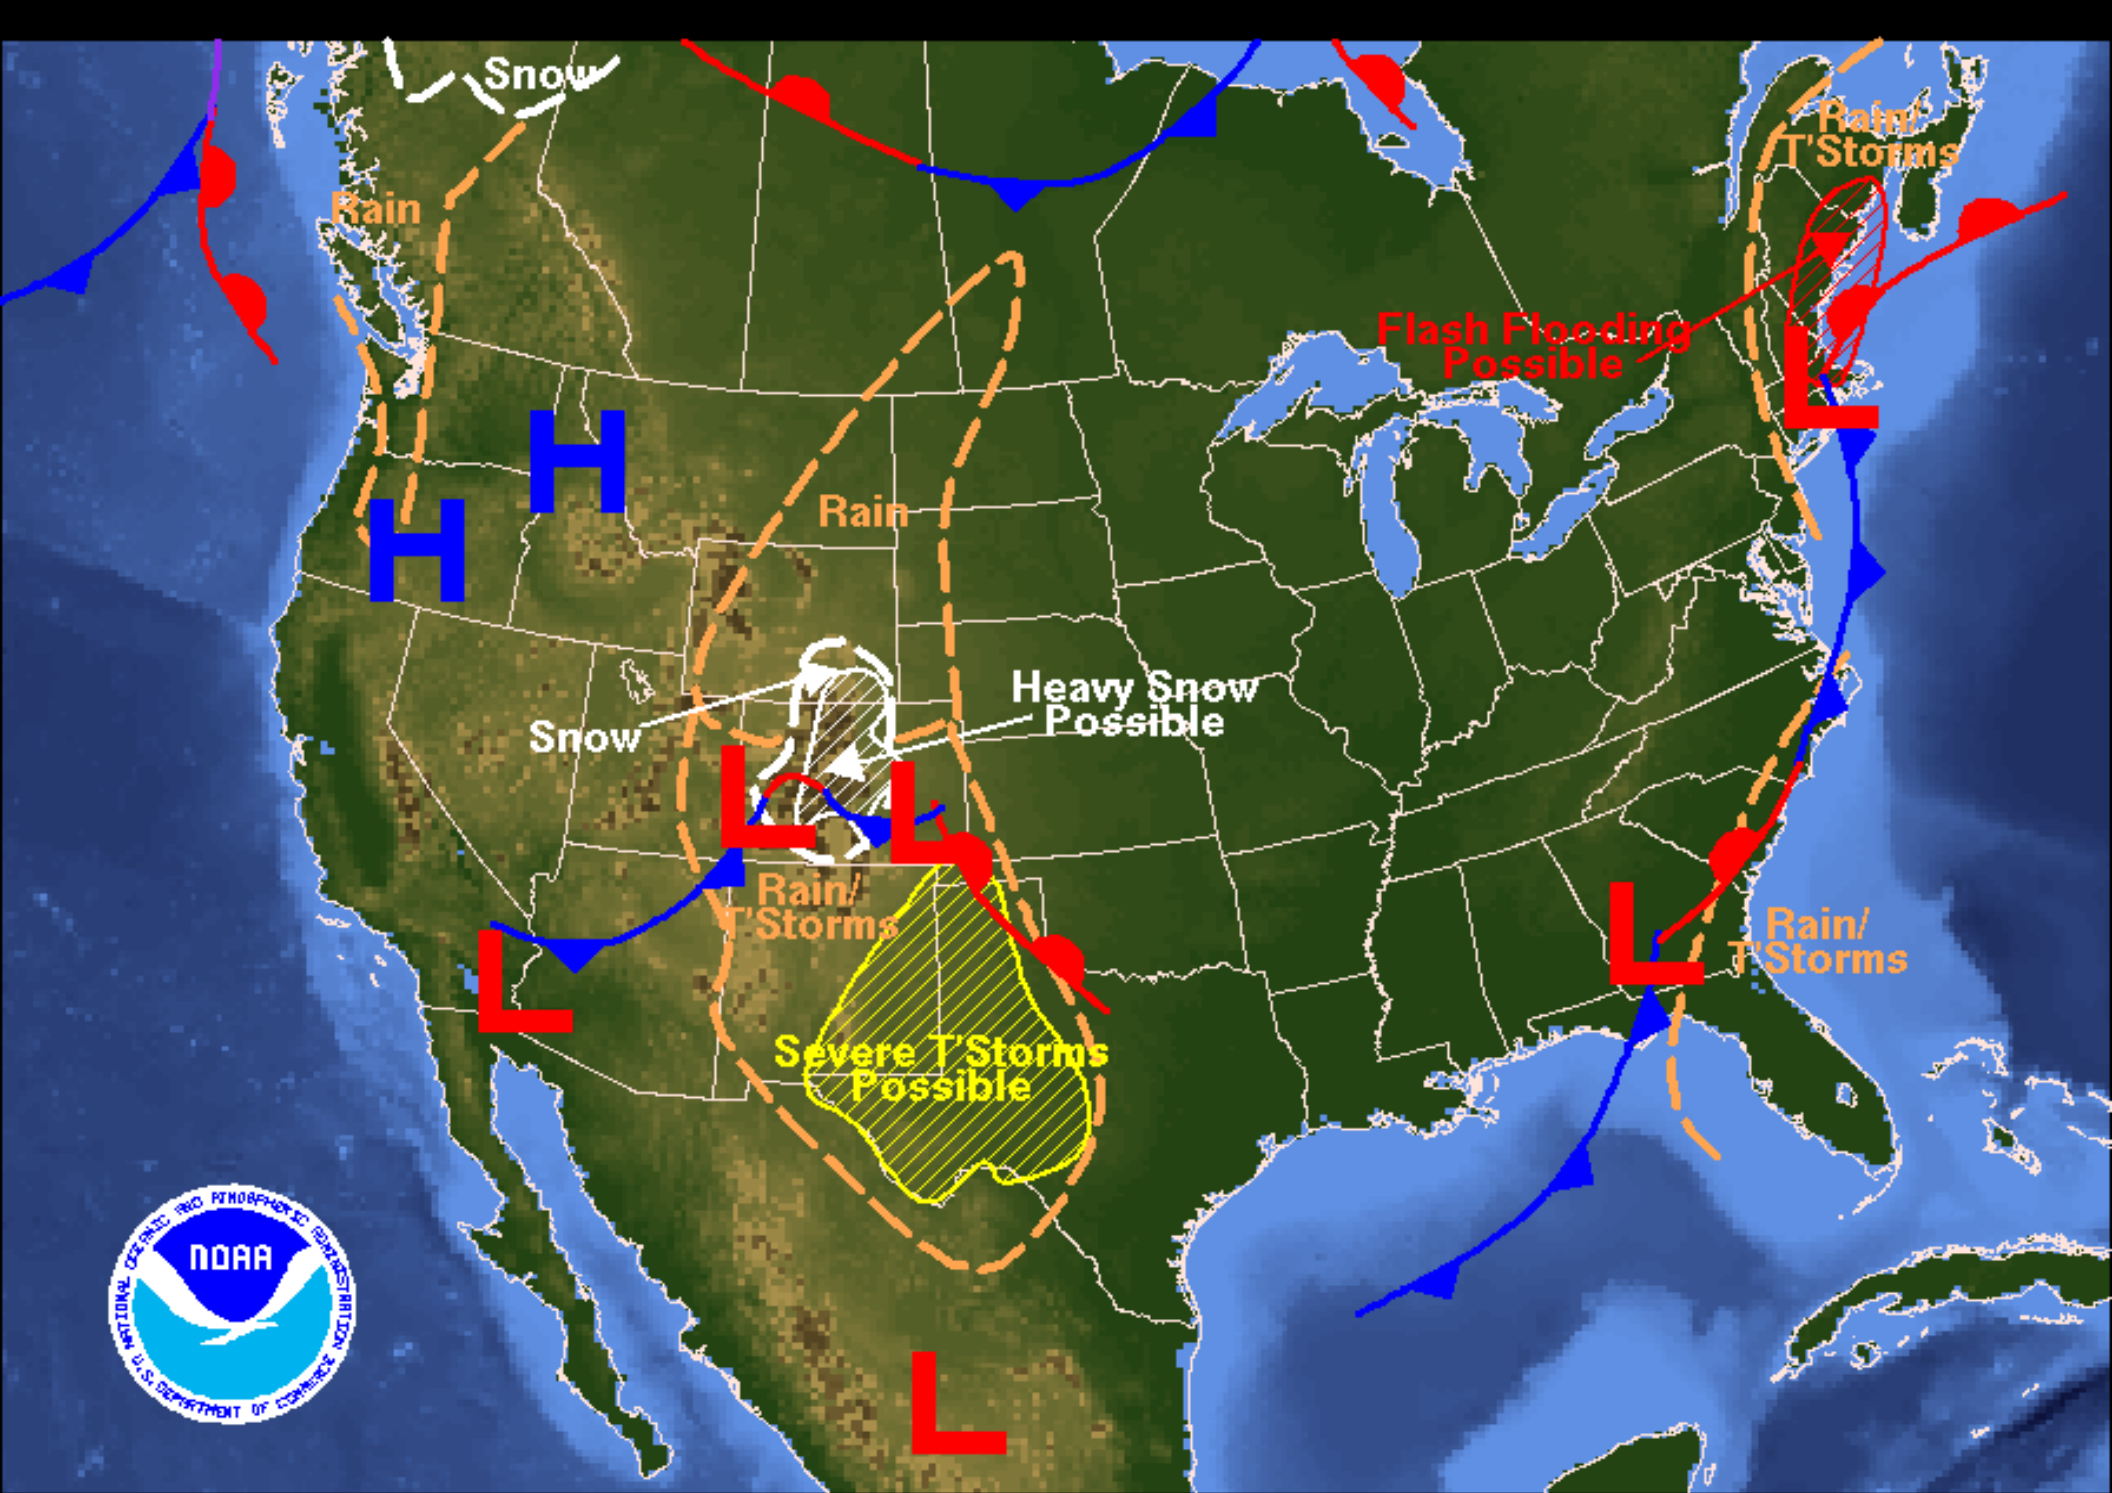 Snow
Rain/
T'Storms
Rain
Flash Flooding
Possible
H
L
H
Rain
Heavy Snow
Possible
Snow
L
L
Rain/
T'Storms
L
Rain/
T'Storms
L
Severe T'Storms
Possible
NATIONAL OCEANIC AND ATMOSPHERIC ADMINISTRATION
NOAA
U.S. DEPARTMENT OF COMMERCE
L